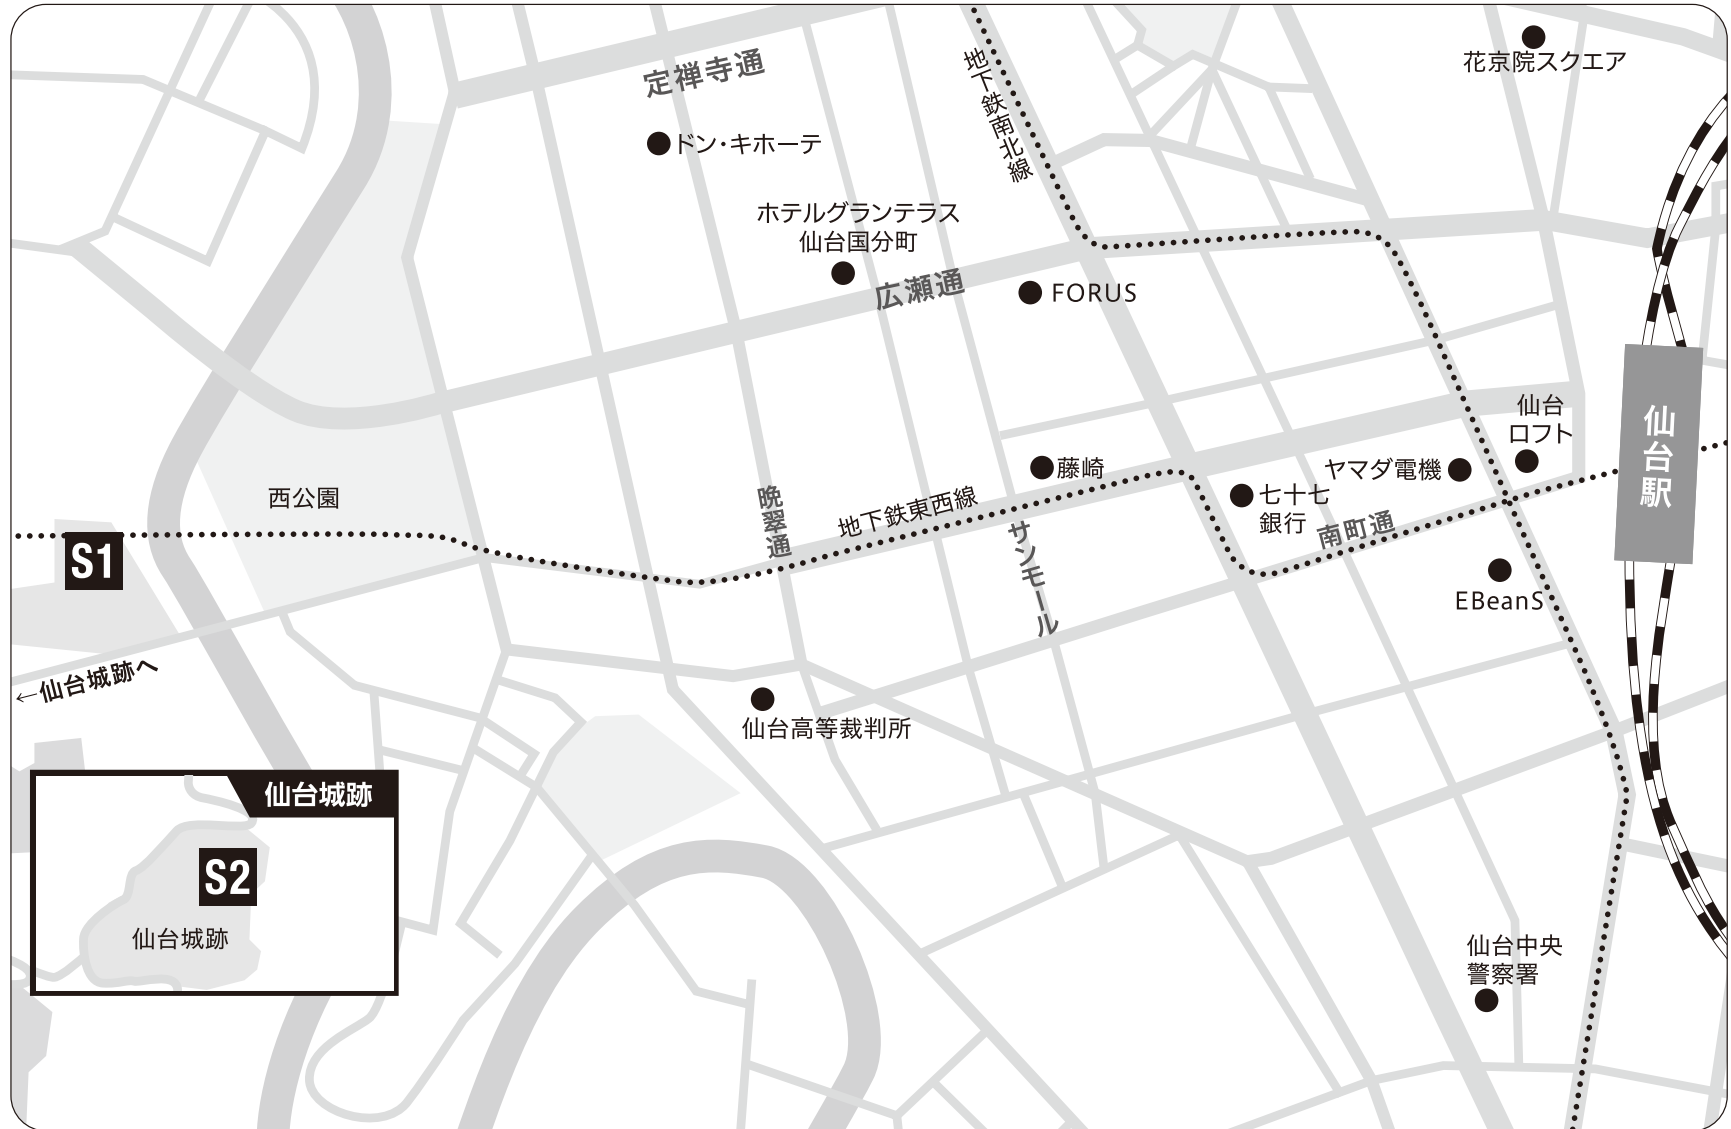 花京院スクエア
定禅寺通
地下鉄南北線
ドン・キホーテ
ホテルグランテラス
仙台国分町
広瀬通
FORUS
仙台駅
仙台
ロフト
藤崎
ヤマダ電機
西公園
晩翠通
地下鉄東西線
サンモール
七十七
銀行
南町通
S1
EBeanS
←仙台城跡へ
仙台高等裁判所
仙台城跡
S2
仙台城跡
仙台中央
警察署